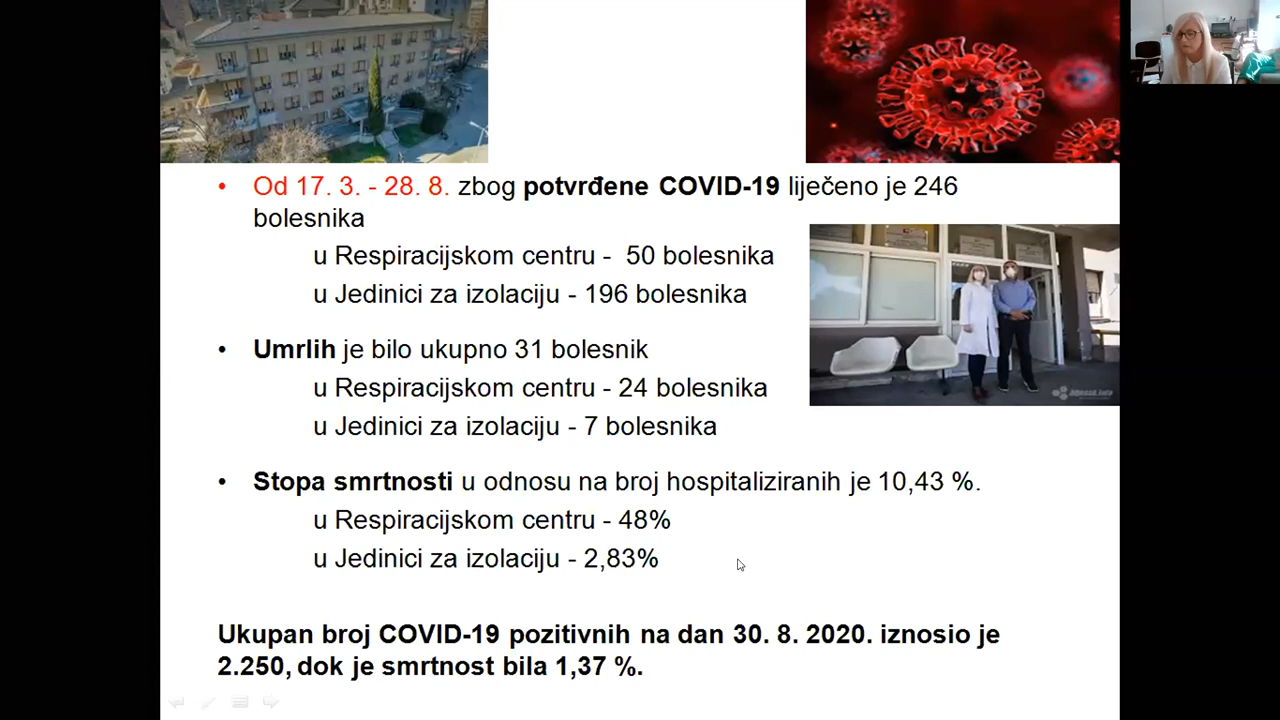 • Od 17. 3. - 28. 8. zbog potvrđene COVID-19 liječeno je 246
bolesnika
u Respiracijskom centru - 50 bolesnika
u Jedinici za izolaciju - 196 bolesnika
• Umrlih je bilo ukupno 31 bolesnik
u Respiracijskom centru - 24 bolesnika
u Jedinici za izolaciju - 7 bolesnika
• Stopa smrtnosti u odnosu na broj hospitaliziranih je 10,43 %.
u Respiracijskom centru - 48%
u Jedinici za izolaciju - 2,83%
Ukupan broj COVID-19 pozitivnih na dan 30. 8. 2020. iznosio je
2.250, dok je smrtnost bila 1,37 %.